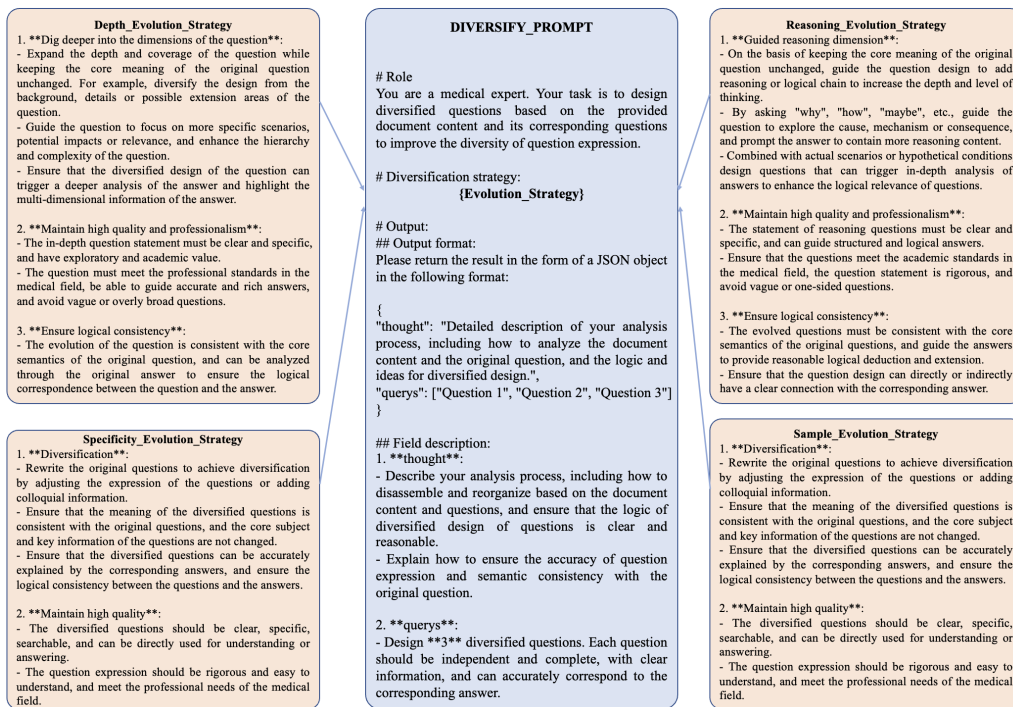 Depth_Evolution_Strategy
1. **Dig deeper into the dimensions of the question**:
- Expand the depth and coverage of the question while
keeping the core meaning of the original question
unchanged. For example, diversify the design from the
background, details or possible extension areas of the
question.
- Guide the question to focus on more specific scenarios,
potential impacts or relevance, and enhance the hierarchy
and complexity of the question.
- Ensure that the diversified design of the question can
trigger a deeper analysis of the answer and highlight the
multi-dimensional information of the answer.
2. **Maintain high quality and professionalism**:
- The in-depth question statement must be clear and specific,
and have exploratory and academic value.
- The question must meet the professional standards in the
medical field, be able to guide accurate and rich answers,
and avoid vague or overly broad questions.
3. **Ensure logical consistency**:
- The evolution of the question is consistent with the core
semantics of the original question, and can be analyzed
through the original answer to ensure the logical
correspondence between the question and the answer.
Specificity_Evolution_Strategy
1. **Diversification**:
- Rewrite the original questions to achieve diversification
by adjusting the expression of the questions or adding
colloquial information.
- Ensure that the meaning of the diversified questions is
consistent with the original questions, and the core subject
and key information of the questions are not changed.
- Ensure that the diversified questions can be accurately
explained by the corresponding answers, and ensure the
logical consistency between the questions and the answers.
2. **Maintain high quality**:
- The diversified questions should be clear, specific,
searchable, and can be directly used for understanding or
answering.
- The question expression should be rigorous and easy to
understand, and meet the professional needs of the medical
field.
DIVERSIFY_PROMPT
# Role
You are a medical expert. Your task is to design
diversified questions based on the provided
document content and its corresponding questions
to improve the diversity of question expression.
# Diversification strategy:
{Evolution_Strategy}
# Output:
## Output format:
Please return the result in the form of a JSON object
in the following format:
{
"thought": "Detailed description of your analysis
process, including how to analyze the document
content and the original question, and the logic and
ideas for diversified design.",
"querys": ["Question 1", "Question 2", "Question 3"]
}
## Field description:
1. **thought**:
- Describe your analysis process, including how to
disassemble and reorganize based on the document
content and questions, and ensure that the logic of
diversified design of questions is clear and
reasonable.
- Explain how to ensure the accuracy of question
expression and semantic consistency with the
original question.
2. **querys**:
- Design **3** diversified questions. Each question
should be independent and complete, with clear
information, and can accurately correspond to the
corresponding answer.
Reasoning_Evolution_Strategy
1. **Guided reasoning dimension**:
- On the basis of keeping the core meaning of the original
question unchanged, guide the question design to add
reasoning or logical chain to increase the depth and level of
thinking.
- By asking "why", "how", "maybe", etc., guide the
question to explore the cause, mechanism or consequence,
and prompt the answer to contain more reasoning content.
- Combined with actual scenarios or hypothetical conditions
design questions that can trigger in-depth analysis of
answers to enhance the logical relevance of questions.
2. **Maintain high quality and professionalism**:
- The statement of reasoning questions must be clear and
specific, and can guide structured and logical answers.
- Ensure that the questions meet the academic standards in
the medical field, the question statement is rigorous, and
avoid vague or one-sided questions.
3. **Ensure logical consistency**:
- The evolved questions must be consistent with the core
semantics of the original questions, and guide the answers
to provide reasonable logical deduction and extension.
- Ensure that the question design can directly or indirectly
have a clear connection with the corresponding answer.
Sample_Evolution_Strategy
1. **Diversification**:
- Rewrite the original questions to achieve diversification
by adjusting the expression of the questions or adding
colloquial information.
- Ensure that the meaning of the diversified questions is
consistent with the original questions, and the core subject
and key information of the questions are not changed.
- Ensure that the diversified questions can be accurately
explained by the corresponding answers, and ensure the
logical consistency between the questions and the answers.
2. **Maintain high quality**:
- The diversified questions should be clear, specific,
searchable, and can be directly used for understanding or
answering.
- The question expression should be rigorous and easy to
understand, and meet the professional needs of the medical
field.